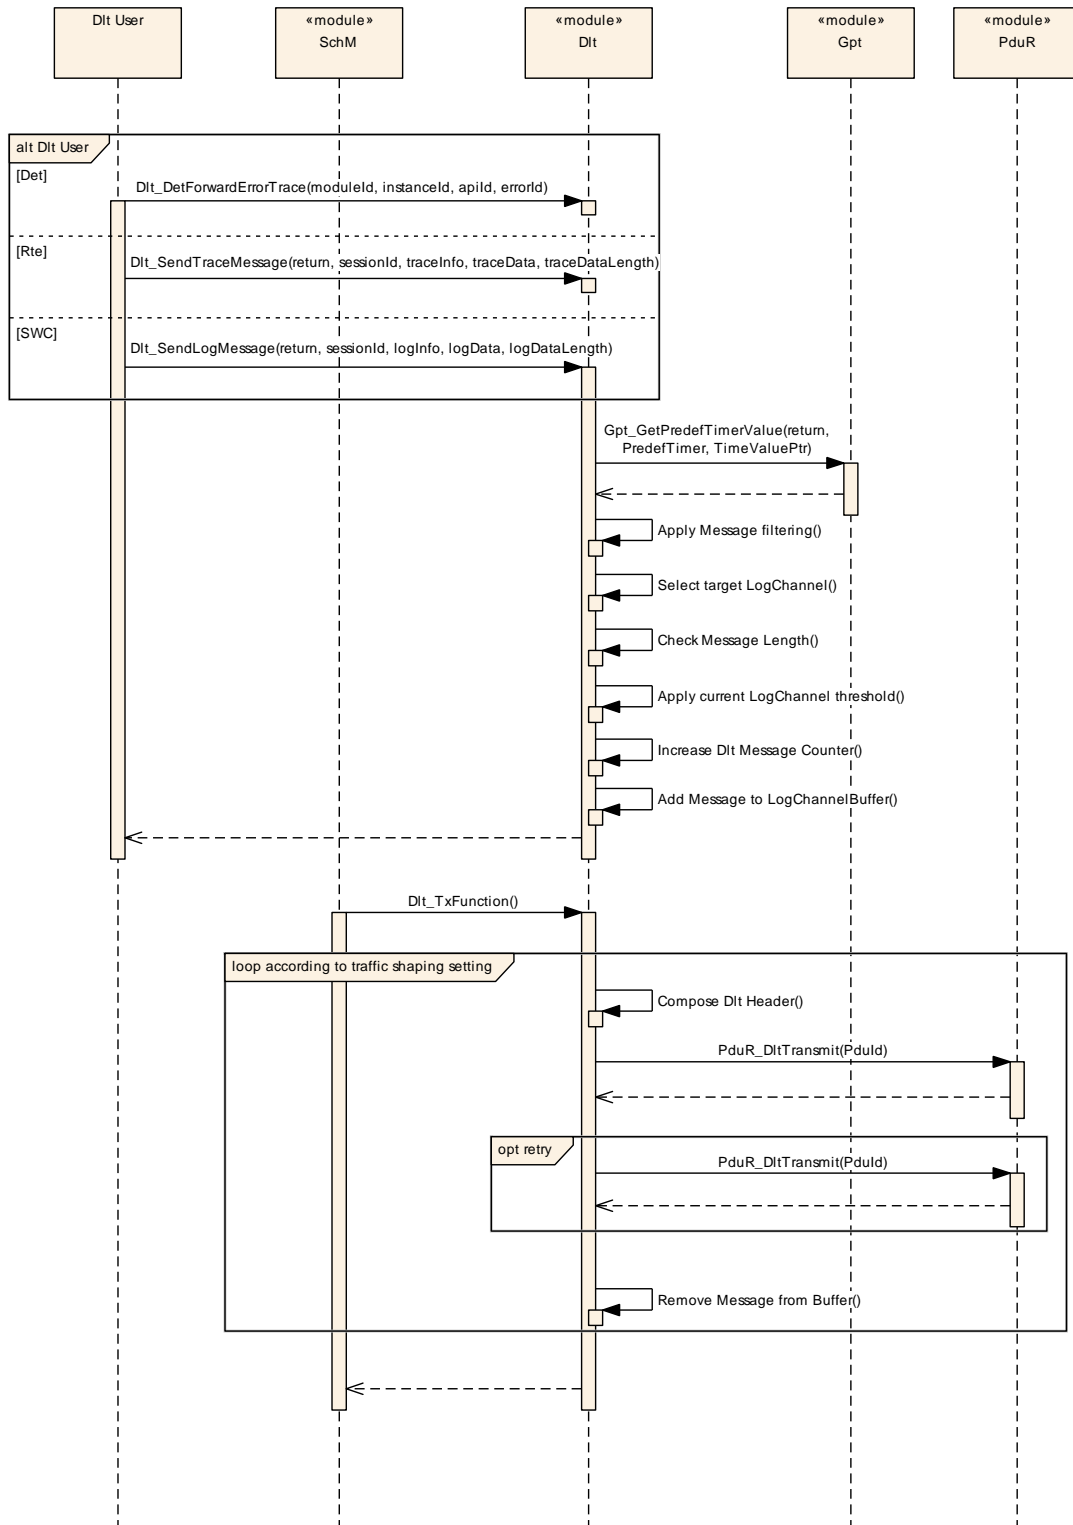 Dlt User
«module»
SchM
«module»
Dlt
«module»
Gpt
«module»
PduR
alt Dlt User
[Det]
Dlt_DetForwardErrorTrace(moduleId, instanceId, apiId, errorId)
[Rte]
Dlt_SendTraceMessage(return, sessionId, traceInfo, traceData, traceDataLength)
[SWC]
Dlt_SendLogMessage(return, sessionId, logInfo, logData, logDataLength)
Gpt_GetPredefTimerValue(return,
PredefTimer, TimeValuePtr)
Apply Message filtering()
Select target LogChannel()
Check Message Length()
Apply current LogChannel threshold()
Increase Dlt Message Counter()
Add Message to LogChannelBuffer()
Dlt_TxFunction()
loop according to traffic shaping setting
Compose Dlt Header()
PduR_DltTransmit(PduId)
opt retry
PduR_DltTransmit(PduId)
Remove Message from Buffer()